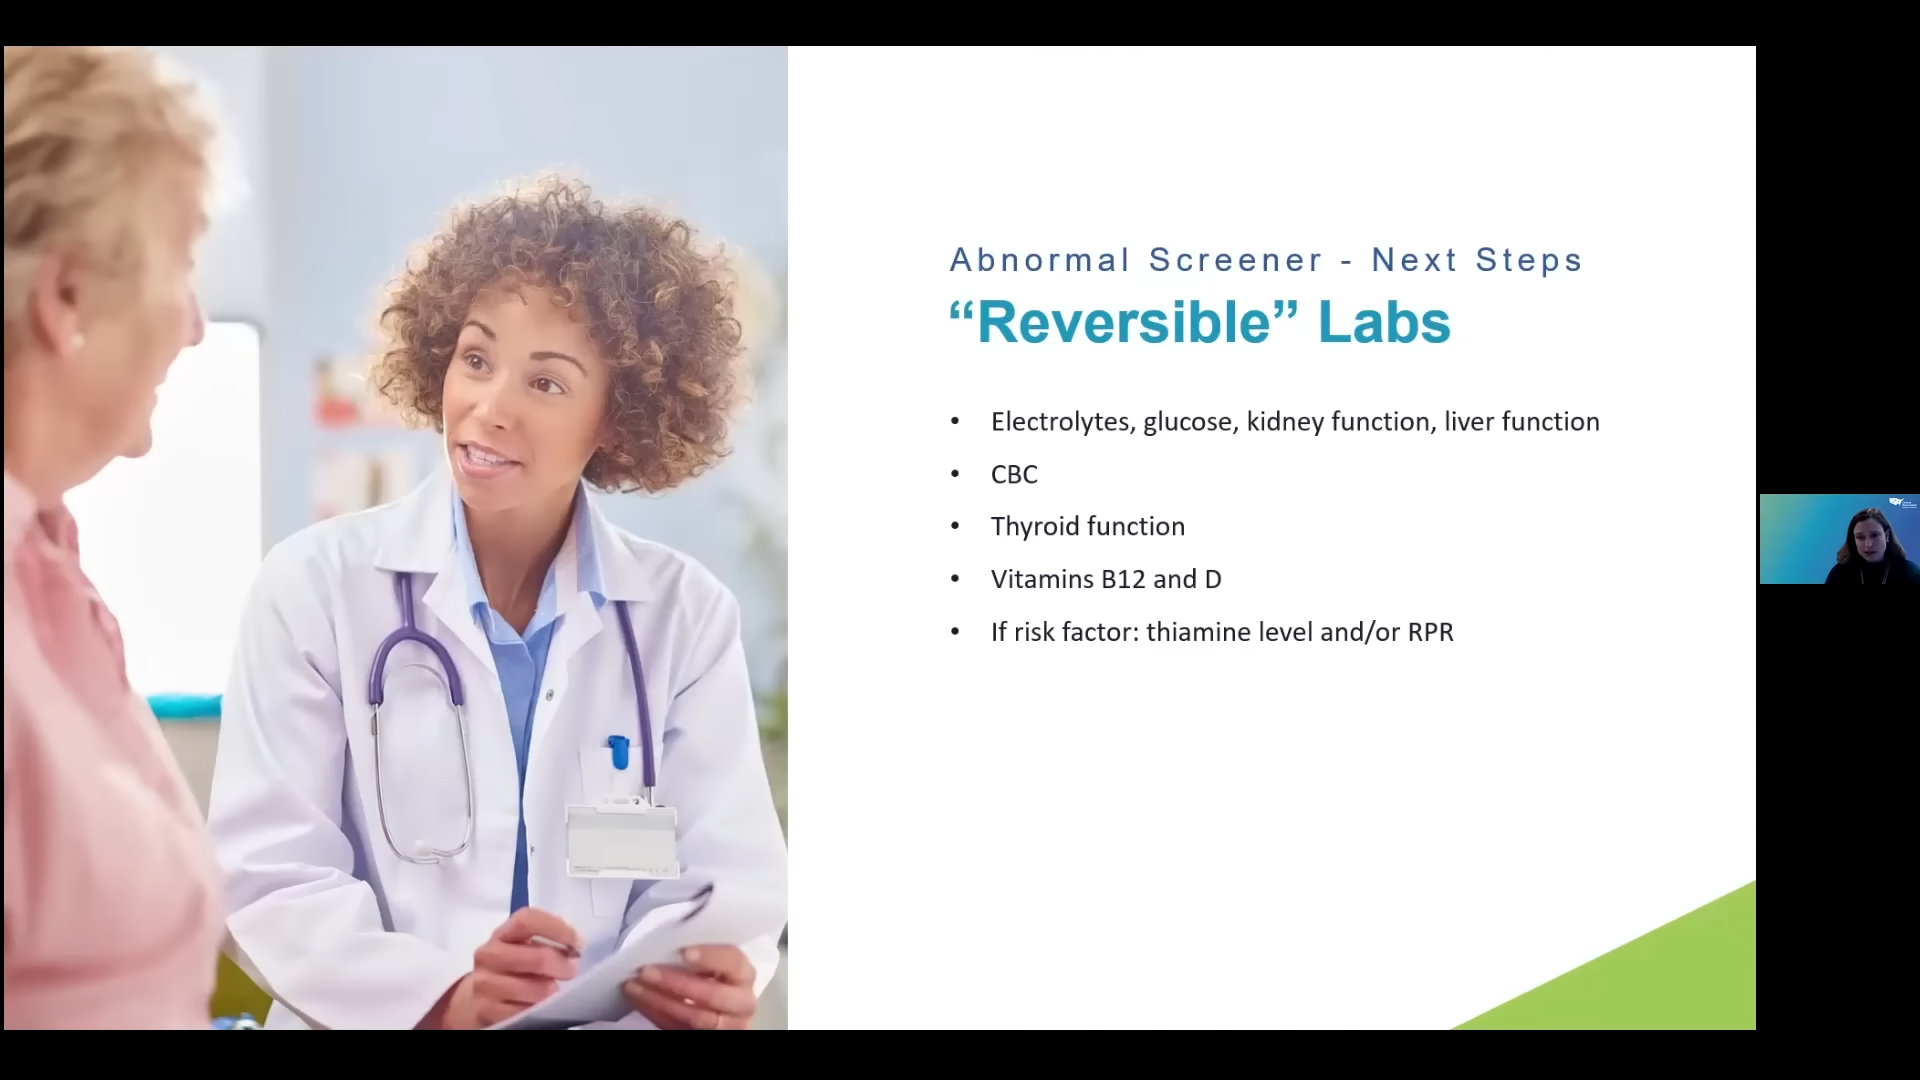 Abnormal Screener - Next Steps
“Reversible” Labs
• Electrolytes, glucose, kidney function, liver function
• CBC
• Thyroid function
• Vitamins B12 and D
• If risk factor: thiamine level and/or RPR